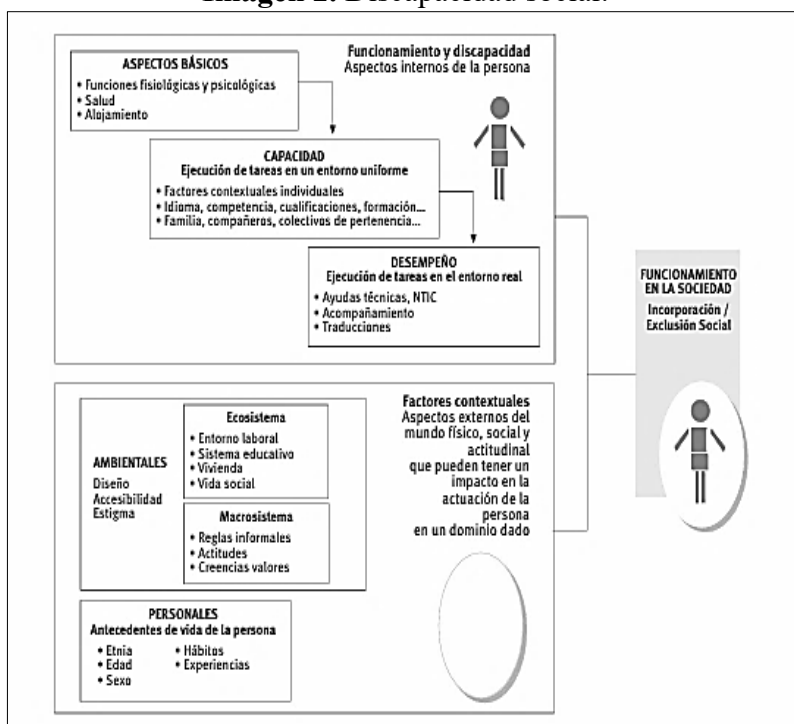 Imagen 2. Discapacidad social.
Funcionamiento y discapacidad
Aspectos internos de la persona
ASPECTOS BÁSICOS
• Funciones fisiológicas y psicológicas
• Salud
• Alojamiento
CAPACIDAD
Ejecución de tareas en un entorno uniforme
• Factores contextuales individuales
• Idioma, competencia, cualificaciones, formación...
• Familia, compañeros, colectivos de pertenencia...
DESEMPEÑO
Ejecución de tareas en el entorno real
• Ayudas técnicas, NTIC
• Acompañamiento
• Traducciones
FUNCIONAMIENTO
EN LA SOCIEDAD
Incorporación /
Exclusión Social
Factores contextuales
Aspectos externos del
mundo físico, social y
actitudinal
que pueden tener un
impacto en la
actuación de la
persona
en un dominio dado
AMBIENTALES
Diseño
Accesibilidad
Estigma
Ecosistema
• Entorno laboral
• Sistema educativo
• Vivienda
• Vida social
Macrosistema
• Reglas informales
• Actitudes
• Creencias valores
PERSONALES
Antecedentes de vida de la persona
• Etnia
• Edad
• Sexo
• Hábitos
• Experiencias